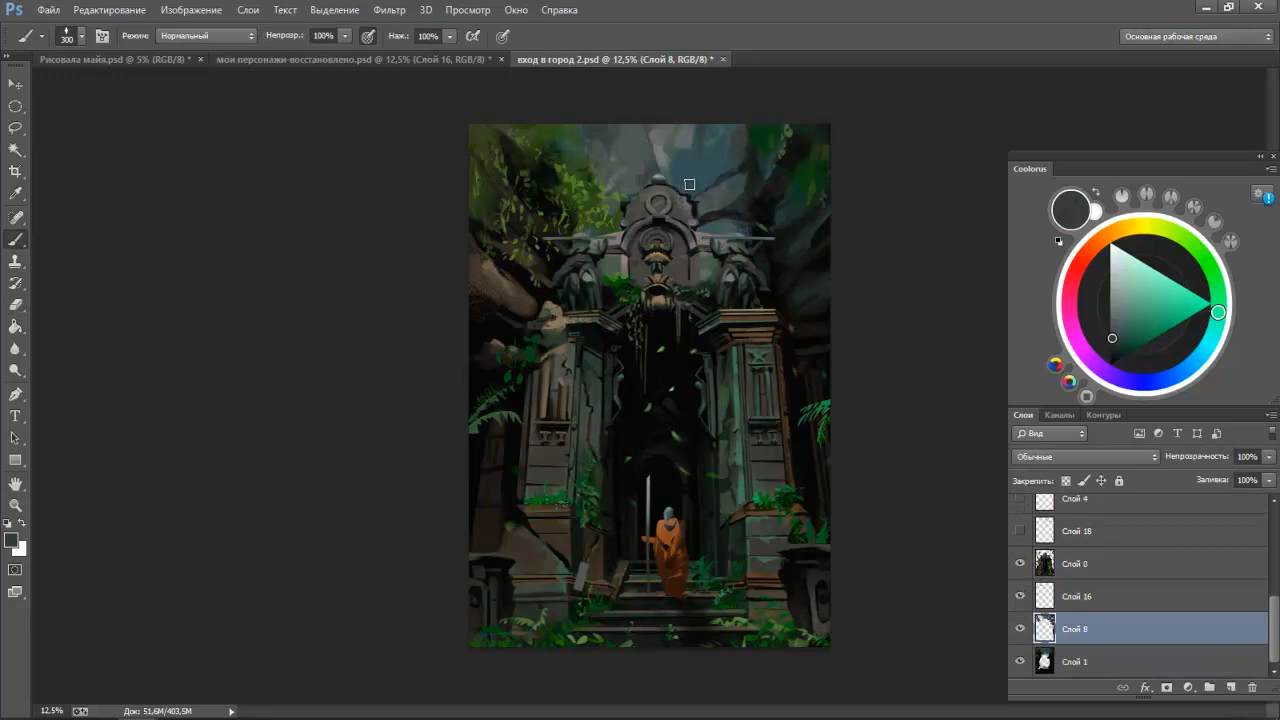 Ps Файл Редактирование Изображение Слои Текст Выделение Фильтр 3D Просмотр Окно Справка
300 Режим: Нормальный Непрозр.: 100% Наж.: 100% Основная рабочая среда
Рисовала майя.psd @ 5% (RGB/8) * × мои персонажи-восстановлено.psd @ 12,5% (Слой 16, RGB/8) * × вход в город 2.psd @ 12,5% (Слой 8, RGB/8) * ×
Coolorus
Слои Каналы Контуры
Вид
Обычные Непрозрачность: 100%
Закрепить: Заливка: 100%
Слой 4
Слой 18
Слой 0
Слой 16
Слой 8
Слой 1
fx
12,5% Док: 51,6M/403,5M